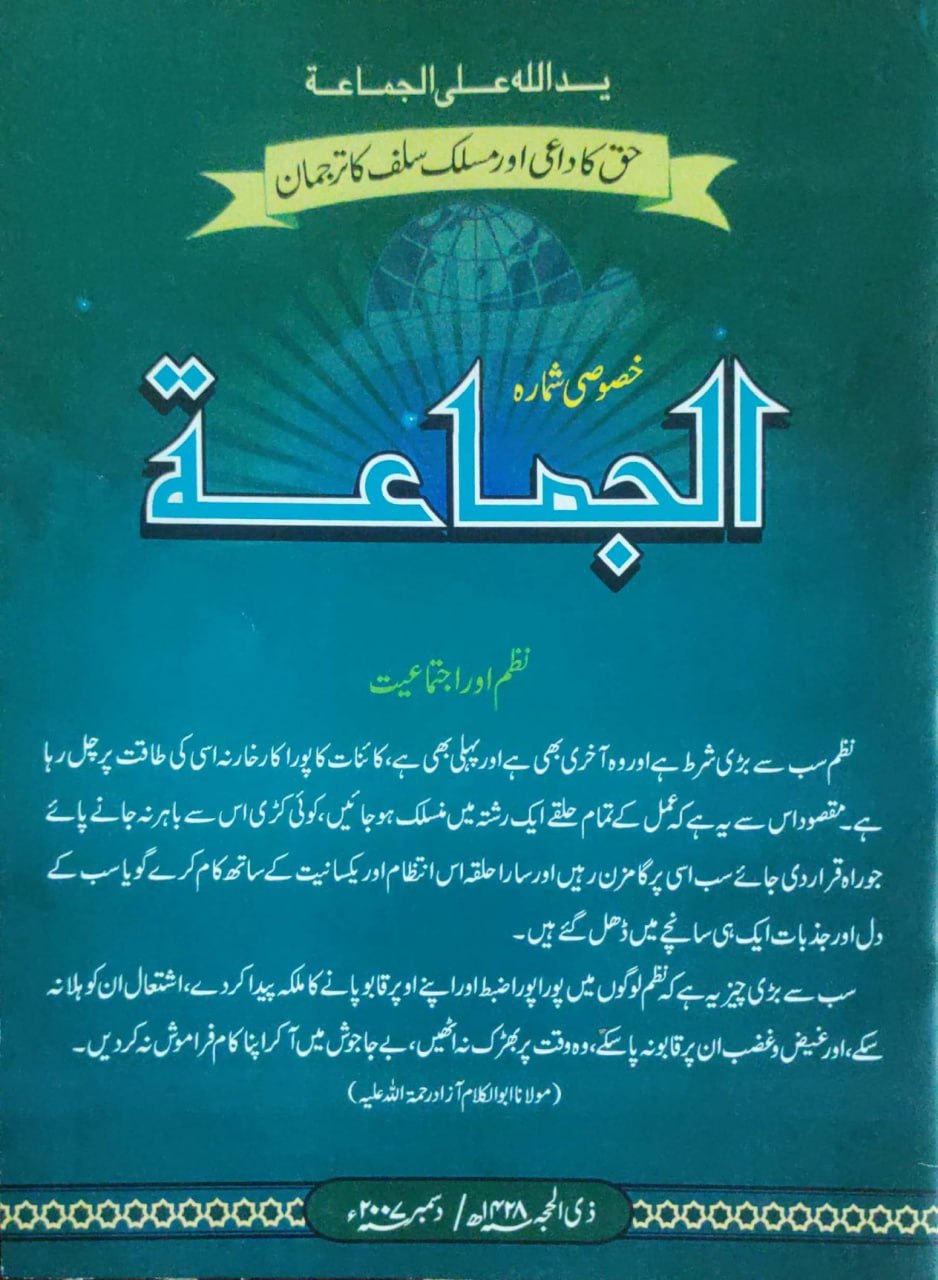 يد الله على الجماعة
حق کا داعی اور مسلک سلف کا ترجمان
خصوصی شمارہ
الجماعة
نظم اور اجتماعیت
نظم سب سے بڑی شرط ہے اور وہ آخری بھی ہے اور پہلی بھی ہے، کائنات کا پورا کارخانہ اسی کی طاقت پر چل رہا
ہے۔ مقصود اس سے یہ ہے کہ عمل کے تمام حلقے ایک رشتہ میں منسلک ہو جائیں، کوئی کڑی اس سے باہر نہ جانے پائے
جو راہ قرار دی جائے سب اسی پر گامزن رہیں اور سارا حلقہ اس انتظام اور یکسانیت کے ساتھ کام کرے گویا سب کے
دل اور جذبات ایک ہی سانچے میں ڈھل گئے ہیں۔
سب سے بڑی چیز یہ ہے کہ نظم لوگوں میں پورا پورا ضبط اور اپنے اوپر قابو پانے کا ملکہ پیدا کر دے، اشتعال ان کو ہلا نہ
سکے، اور غیض و غضب ان پر قابو نہ پا سکے، وہ وقت پر بھڑک نہ اٹھیں، بے جا جوش میں آ کر اپنا کام فراموش نہ کر دیں۔
(مولانا ابوالکلام آزاد رحمۃ اللہ علیہ)
ذی الحجہ ۱۴۲۸ھ / دسمبر ۲۰۰۷ء